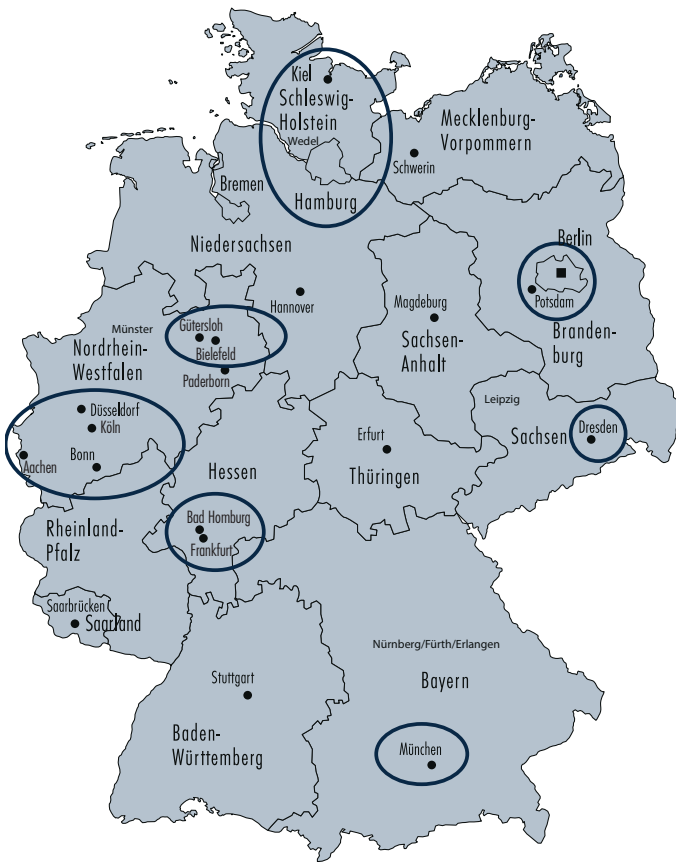 Kiel
Schleswig-
Holstein
Wedel
Hamburg
Mecklenburg-
Vorpommern
Schwerin
Bremen
Niedersachsen
Hannover
Berlin
Potsdam
Branden-
burg
Magdeburg
Sachsen-
Anhalt
Münster
Gütersloh
Bielefeld
Paderborn
Nordrhein-
Westfalen
Düsseldorf
Köln
Bonn
Aachen
Leipzig
Sachsen
Dresden
Erfurt
Thüringen
Hessen
Bad Homburg
Frankfurt
Rheinland-
Pfalz
Saarbrücken
Saarland
Nürnberg/Fürth/Erlangen
Bayern
Stuttgart
Baden-
Württemberg
München